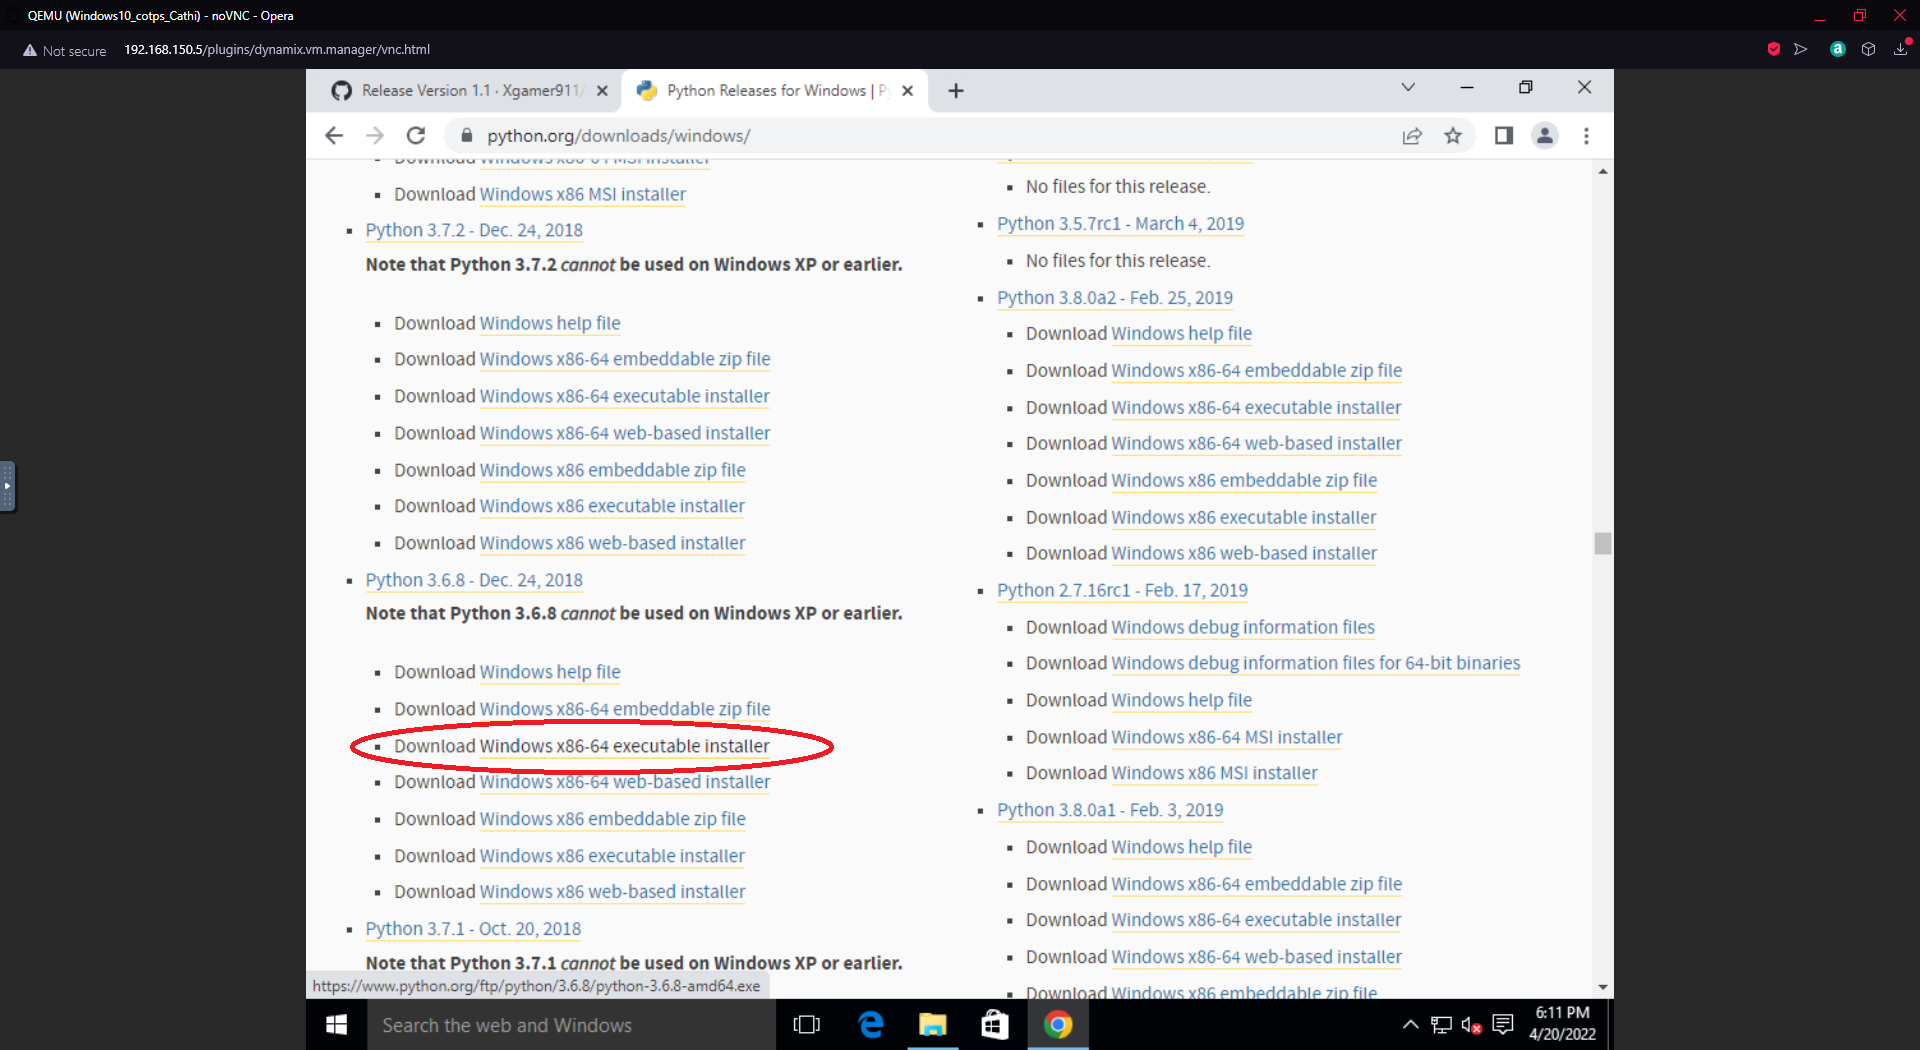 QEMU (Windows10_cotps_Cathi) - noVNC - Opera
Not secure 192.168.150.5/plugins/dynamix.vm.manager/vnc.html
Release Version 1.1 · Xgamer911/
Python Releases for Windows | Py
python.org/downloads/windows/
Download Windows x86-64 MSI installer
Download Windows x86 MSI installer
Python 3.7.2 - Dec. 24, 2018
Note that Python 3.7.2 cannot be used on Windows XP or earlier.
Download Windows help file
Download Windows x86-64 embeddable zip file
Download Windows x86-64 executable installer
Download Windows x86-64 web-based installer
Download Windows x86 embeddable zip file
Download Windows x86 executable installer
Download Windows x86 web-based installer
Python 3.6.8 - Dec. 24, 2018
Note that Python 3.6.8 cannot be used on Windows XP or earlier.
Download Windows help file
Download Windows x86-64 embeddable zip file
Download Windows x86-64 executable installer
Download Windows x86-64 web-based installer
Download Windows x86 embeddable zip file
Download Windows x86 executable installer
Download Windows x86 web-based installer
Python 3.7.1 - Oct. 20, 2018
Note that Python 3.7.1 cannot be used on Windows XP or earlier.
No files for this release.
Python 3.5.7rc1 - March 4, 2019
No files for this release.
Python 3.8.0a2 - Feb. 25, 2019
Download Windows help file
Download Windows x86-64 embeddable zip file
Download Windows x86-64 executable installer
Download Windows x86-64 web-based installer
Download Windows x86 embeddable zip file
Download Windows x86 executable installer
Download Windows x86 web-based installer
Python 2.7.16rc1 - Feb. 17, 2019
Download Windows debug information files
Download Windows debug information files for 64-bit binaries
Download Windows help file
Download Windows x86-64 MSI installer
Download Windows x86 MSI installer
Python 3.8.0a1 - Feb. 3, 2019
Download Windows help file
Download Windows x86-64 embeddable zip file
Download Windows x86-64 executable installer
Download Windows x86-64 web-based installer
Download Windows x86 embeddable zip file
https://www.python.org/ftp/python/3.6.8/python-3.6.8-amd64.exe
Search the web and Windows
6:11 PM
4/20/2022